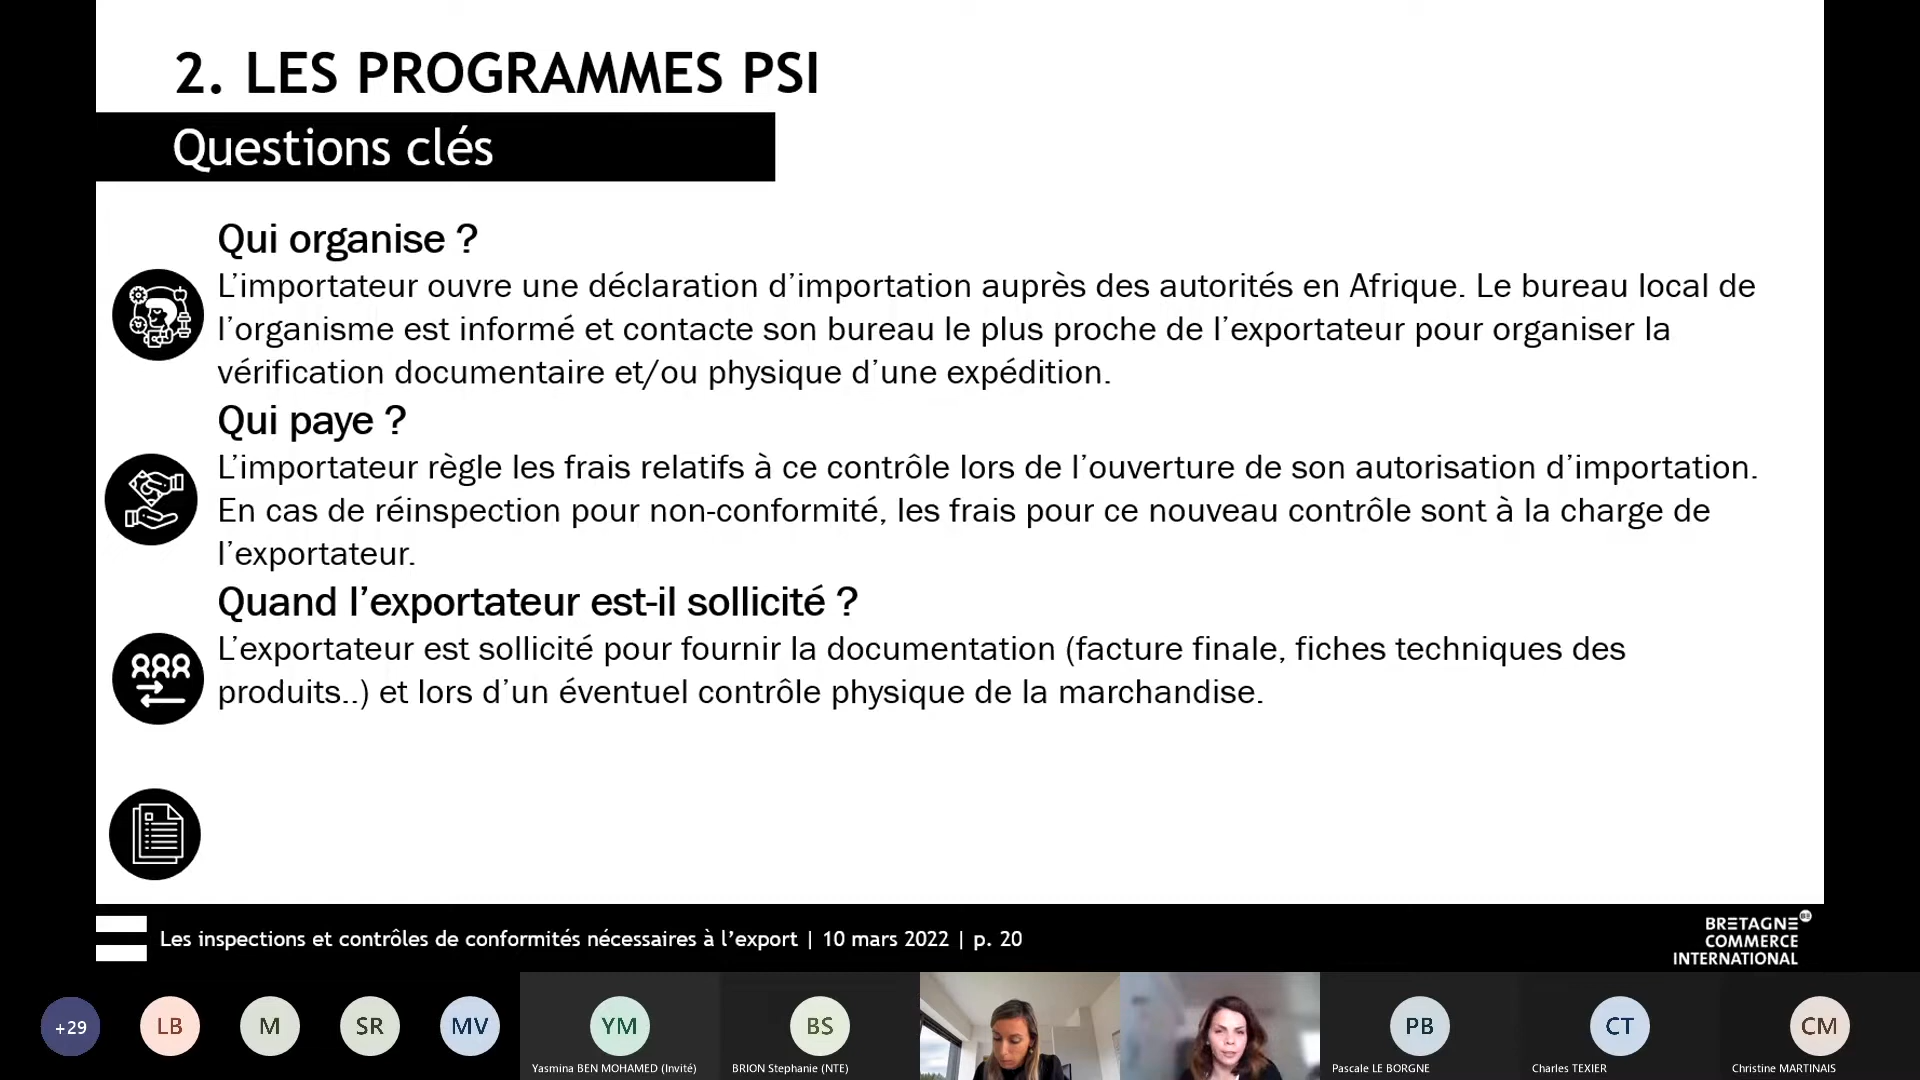 2. LES PROGRAMMES PSI
Questions clés
Qui organise ?
L’importateur ouvre une déclaration d’importation auprès des autorités en Afrique. Le bureau local de
l’organisme est informé et contacte son bureau le plus proche de l’exportateur pour organiser la
vérification documentaire et/ou physique d’une expédition.
Qui paye ?
L’importateur règle les frais relatifs à ce contrôle lors de l’ouverture de son autorisation d’importation.
En cas de réinspection pour non-conformité, les frais pour ce nouveau contrôle sont à la charge de
l’exportateur.
Quand l’exportateur est-il sollicité ?
L’exportateur est sollicité pour fournir la documentation (facture finale, fiches techniques des
produits..) et lors d’un éventuel contrôle physique de la marchandise.
Les inspections et contrôles de conformités nécessaires à l’export | 10 mars 2022 | p. 20
BRETAGNE
COMMERCE
INTERNATIONAL
+29
LB
M
SR
MV
YM
BS
PB
CT
CM
Yasmina BEN MOHAMED (Invité)
BRION Stephanie (NTE)
Pascale LE BORGNE
Charles TEXIER
Christine MARTINAIS